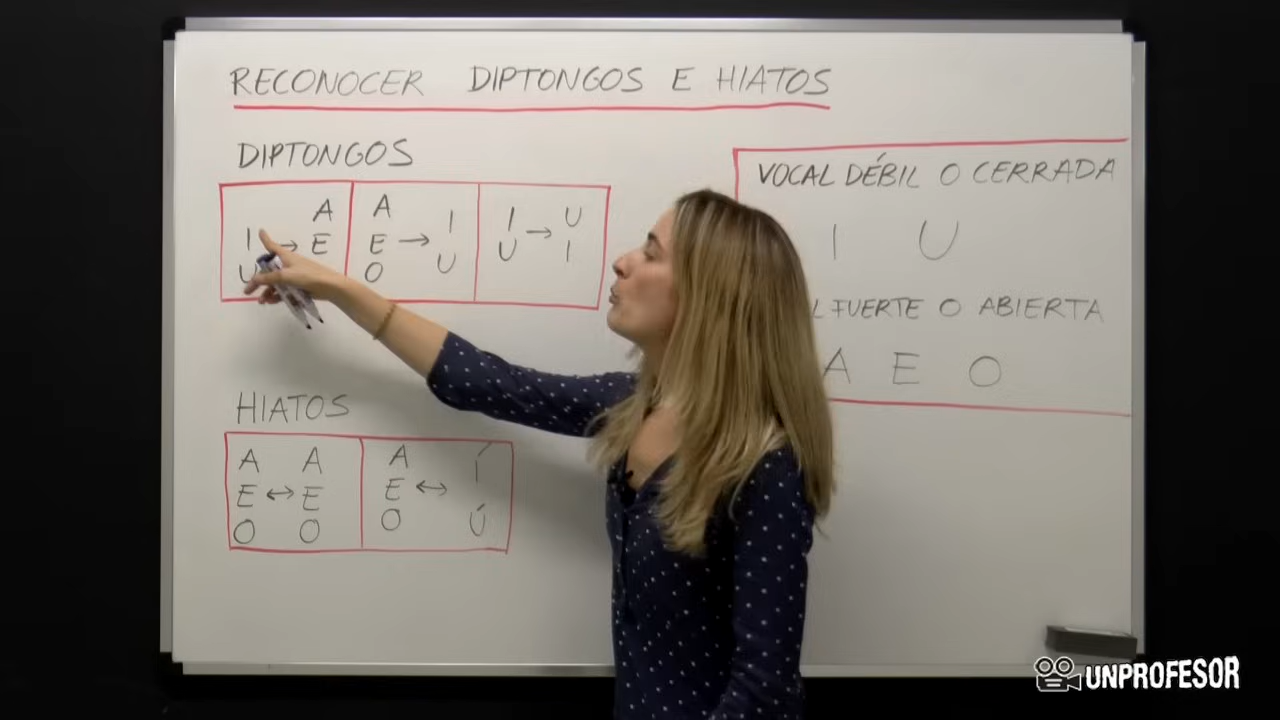 RECONOCER DIPTONGOS E HIATOS
DIPTONGOS
A
I → E
U
A
E → I
O U
I → U
U I
HIATOS
A A
E ↔ E
O O
A Í
E ↔
O Ú
VOCAL DÉBIL O CERRADA
I U
FUERTE O ABIERTA
A E O
UNPROFESOR